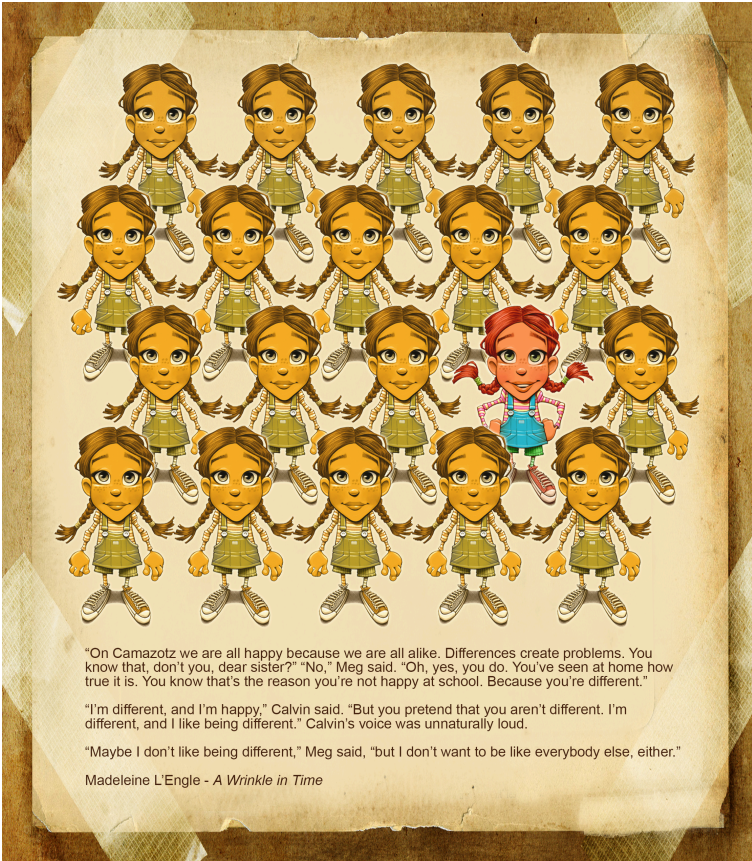 “On Camazotz we are all happy because we are all alike. Differences create problems. You
know that, don’t you, dear sister?” “No,” Meg said. “Oh, yes, you do. You’ve seen at home how
true it is. You know that’s the reason you’re not happy at school. Because you’re different.”
“I’m different, and I’m happy,” Calvin said. “But you pretend that you aren’t different. I’m
different, and I like being different.” Calvin’s voice was unnaturally loud.
“Maybe I don’t like being different,” Meg said, “but I don’t want to be like everybody else, either.”
Madeleine L’Engle - A Wrinkle in Time